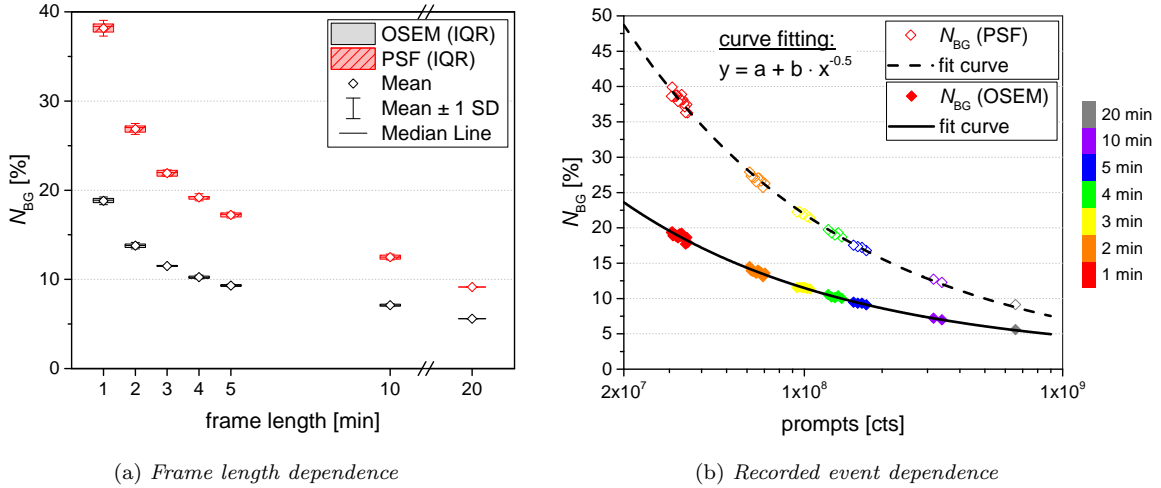 OSEM (IQR)
PSF (IQR)
Mean
Mean ± 1 SD
Median Line
40
30
20
10
0
N_BG [%]
1 2 3 4 5 10 20
frame length [min]
(a) Frame length dependence
50
45
40
35
30
25
20
15
10
5
0
N_BG [%]
curve fitting:
y = a + b · x^-0.5
N_BG (PSF)
fit curve
N_BG (OSEM)
fit curve
2x10^7 1x10^8 1x10^9
prompts [cts]
20 min
10 min
5 min
4 min
3 min
2 min
1 min
(b) Recorded event dependence